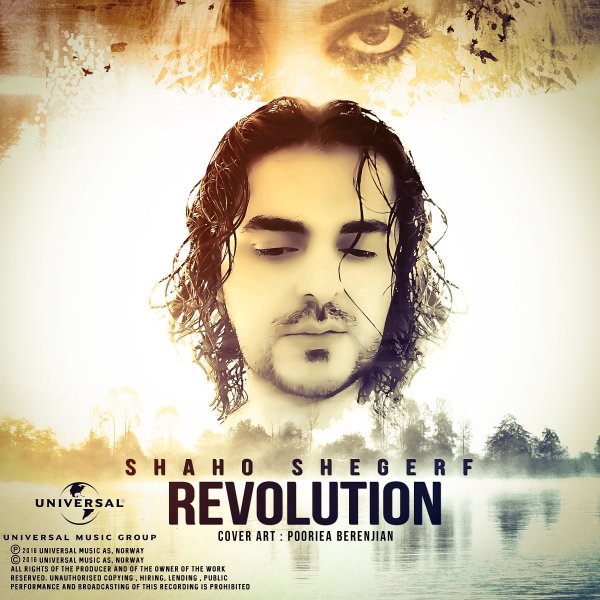 SHAHO SHEGERF
REVOLUTION
COVER ART : POORIEA BERENJIAN
UNIVERSAL®
UNIVERSAL MUSIC GROUP
Ⓟ 2016 UNIVERSAL MUSIC AS, NORWAY
© 2016 UNIVERSAL MUSIC AS, NORWAY
ALL RIGHTS OF THE PRODUCER AND OF THE OWNER OF THE WORK
RESERVED. UNAUTHORISED COPYING , HIRING, LENDING , PUBLIC
PERFORMANCE AND BROADCASTING OF THIS RECORDING IS PROHIBITED